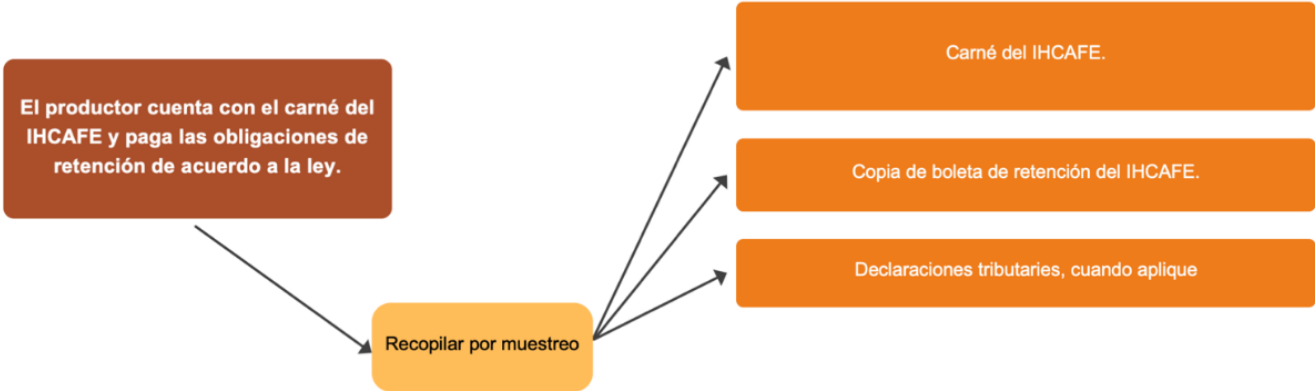 El productor cuenta con el carné del
IHCAFE y paga las obligaciones de
retención de acuerdo a la ley.
Recopilar por muestreo
Carné del IHCAFE.
Copia de boleta de retención del IHCAFE.
Declaraciones tributaries, cuando aplique